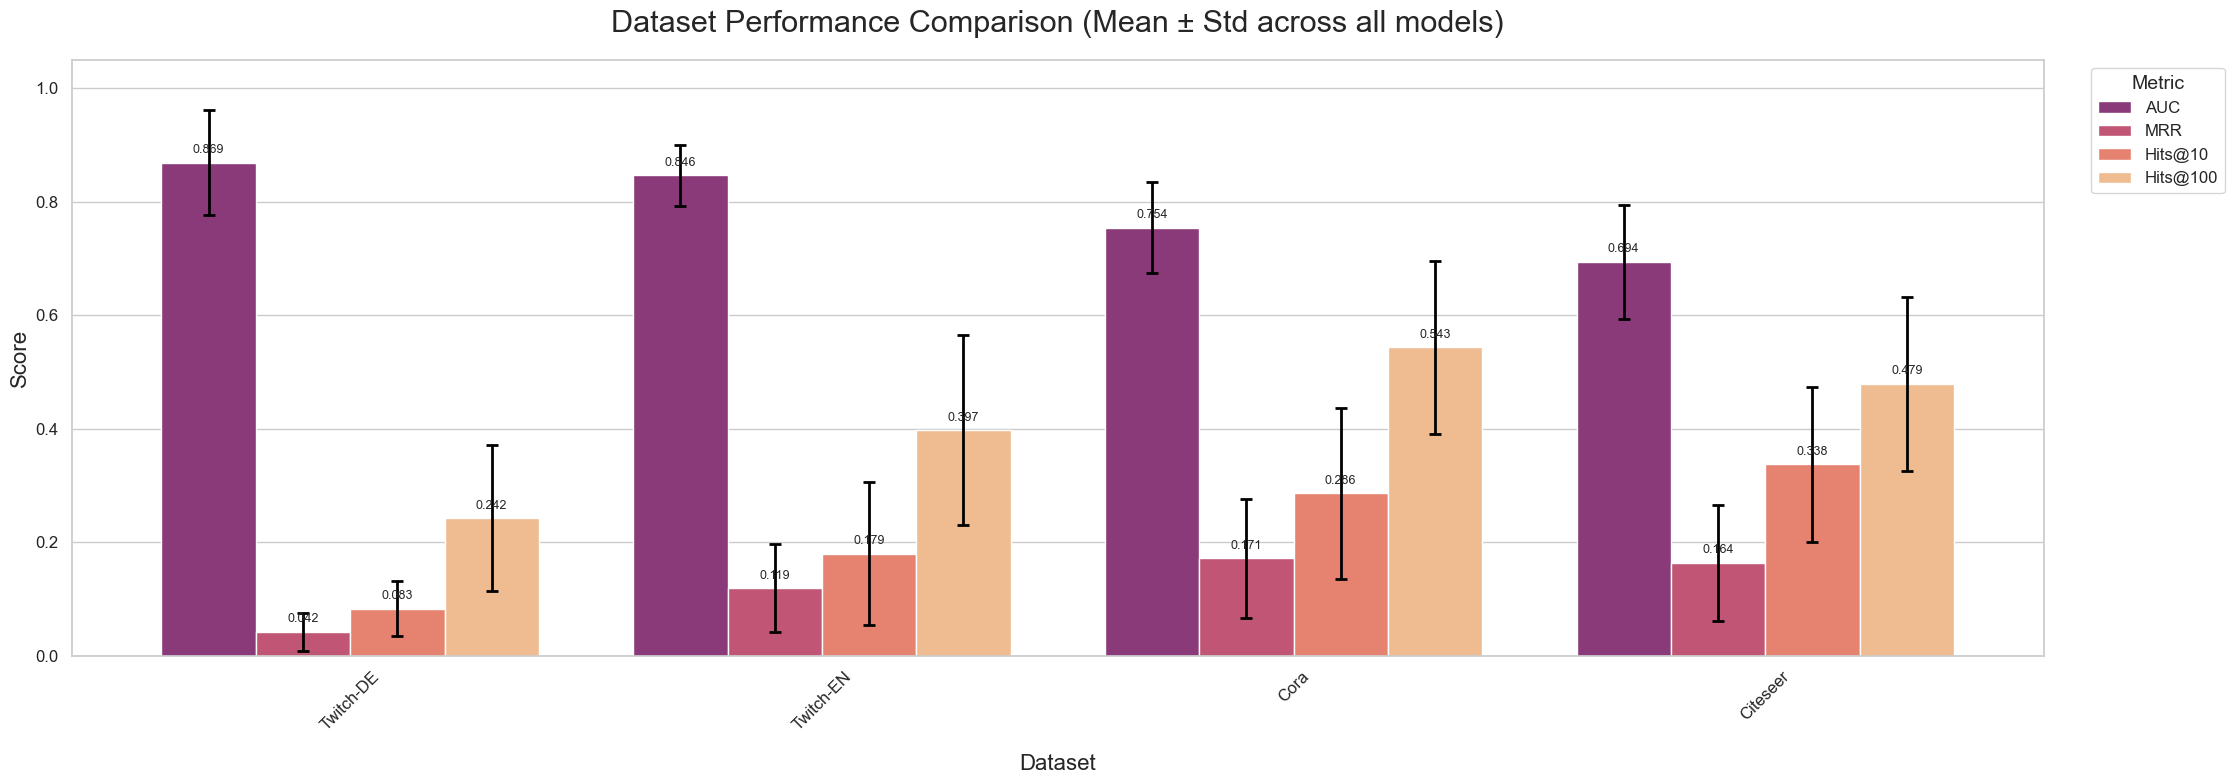 Dataset Performance Comparison (Mean ± Std across all models)
Metric
AUC
MRR
Hits@10
Hits@100
Score
1.0
0.8
0.6
0.4
0.2
0.0
0.869
0.042
0.083
0.242
0.846
0.119
0.179
0.397
0.754
0.171
0.286
0.543
0.694
0.164
0.338
0.479
Twitch-DE
Twitch-EN
Cora
Citeseer
Dataset